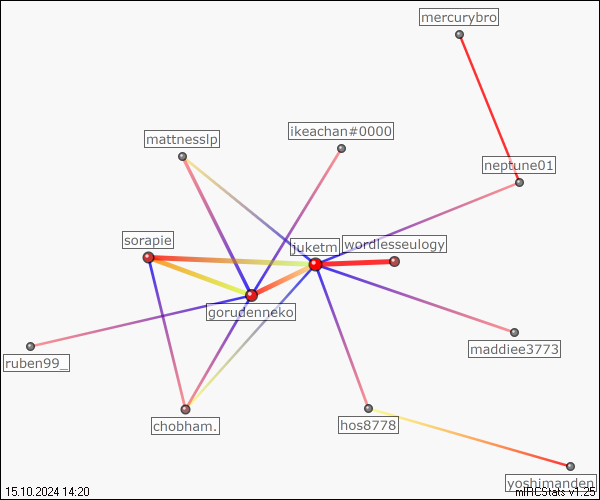 mercurybro
ikeachan#0000
mattnesslp
neptune01
sorapie
juketm
wordlesseulogy
gorudenneko
maddiee3773
ruben99_
chobham.
hos8778
yoshimanden
15.10.2024 14:20
mIRCStats v1.25